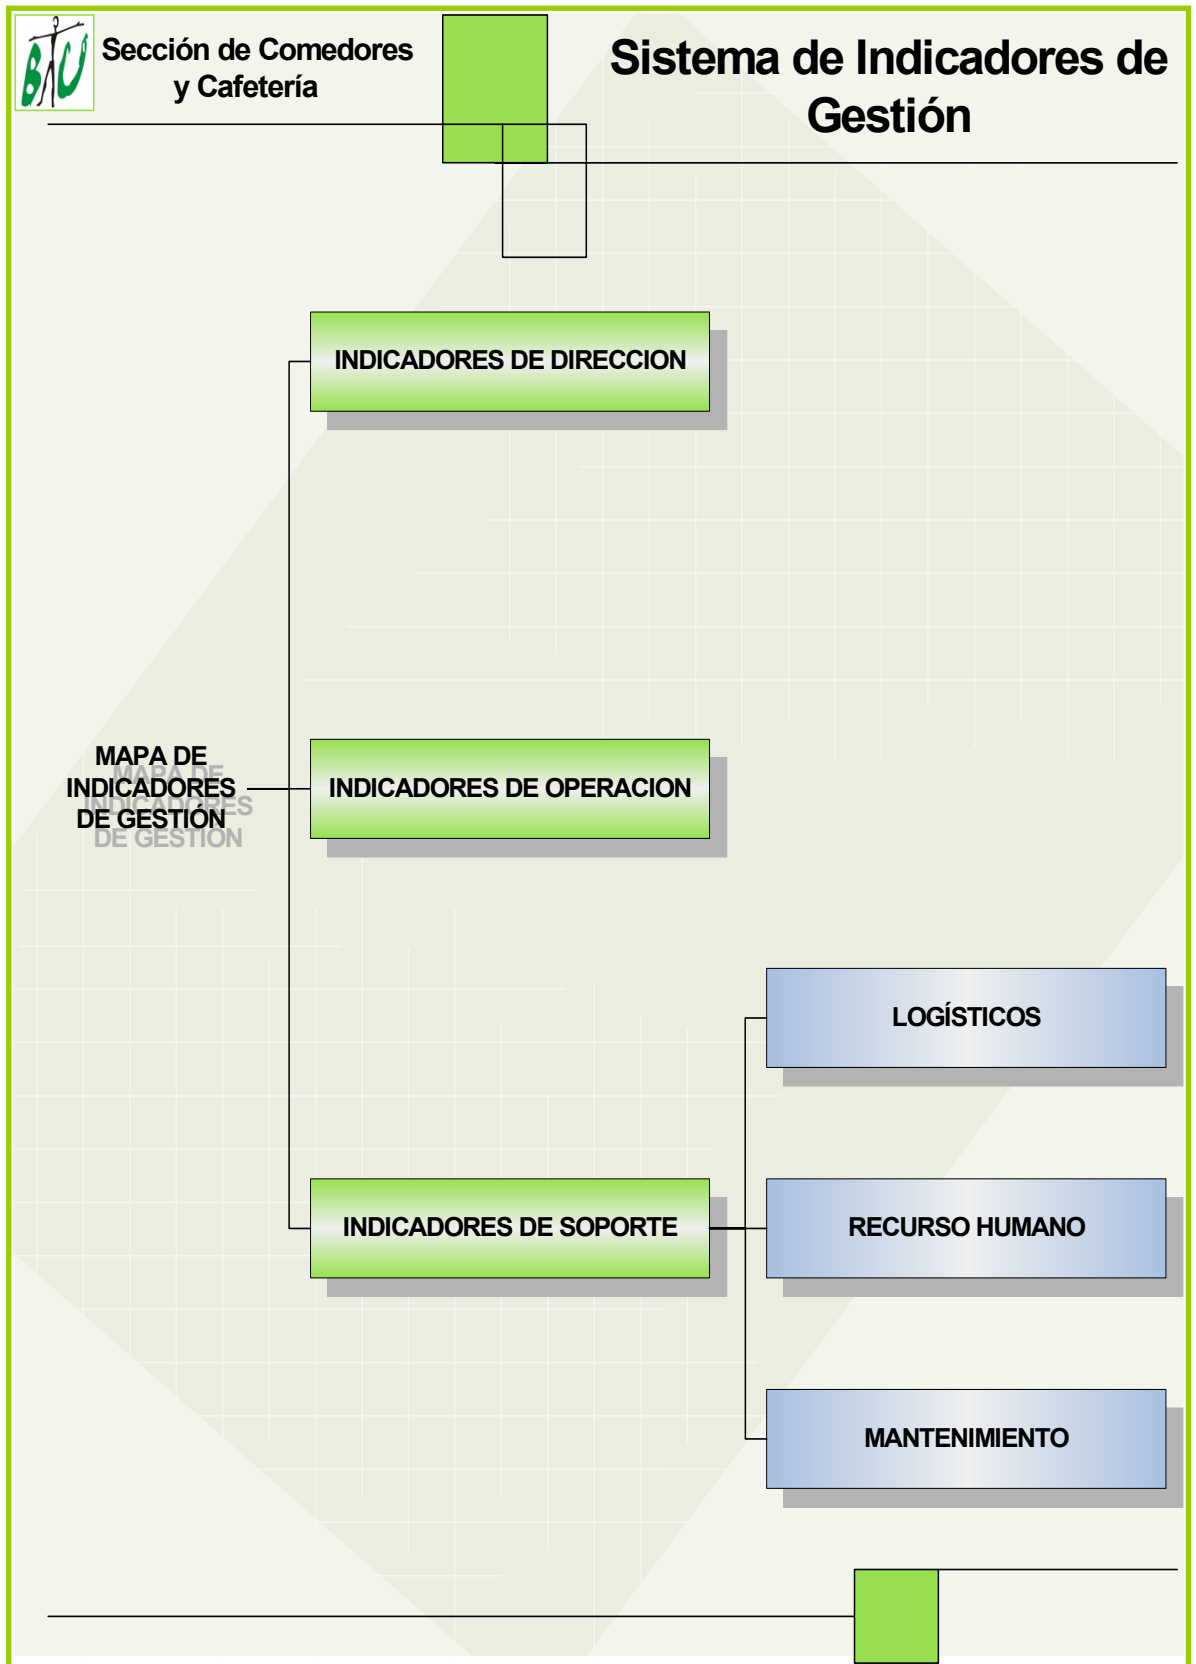 BU
Sección de Comedores
y Cafetería
Sistema de Indicadores de
Gestión
INDICADORES DE DIRECCION
MAPA DE
INDICADORES
DE GESTIÓN
INDICADORES DE OPERACION
LOGÍSTICOS
INDICADORES DE SOPORTE
RECURSO HUMANO
MANTENIMIENTO